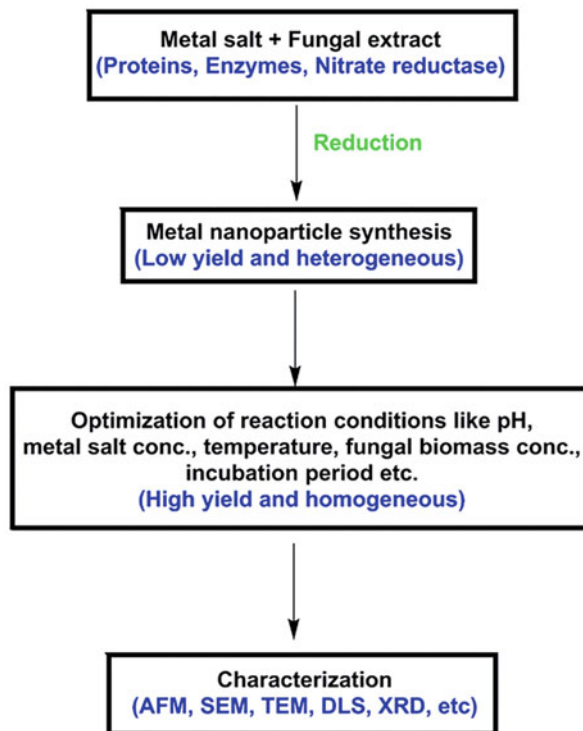 Metal salt + Fungal extract
(Proteins, Enzymes, Nitrate reductase)
Reduction
Metal nanoparticle synthesis
(Low yield and heterogeneous)
Optimization of reaction conditions like pH,
metal salt conc., temperature, fungal biomass conc.,
incubation period etc.
(High yield and homogeneous)
Characterization
(AFM, SEM, TEM, DLS, XRD, etc)